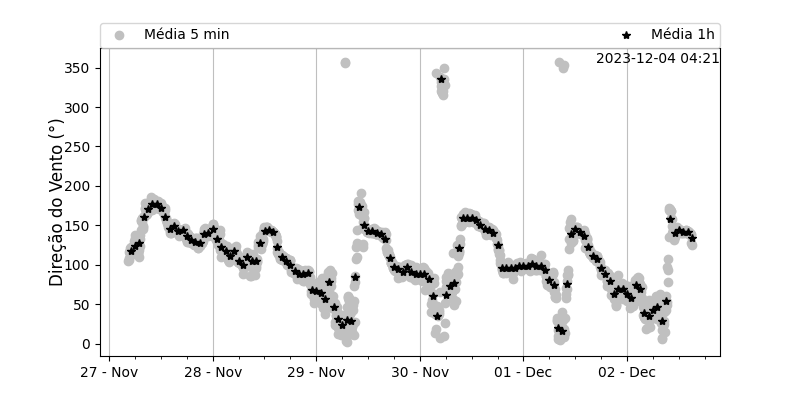 Média 5 min
Média 1h
2023-12-04 04:21
Direção do Vento (°)
350
300
250
200
150
100
50
0
27 - Nov
28 - Nov
29 - Nov
30 - Nov
01 - Dec
02 - Dec